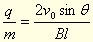 q/m = 2v₀ sin θ / Bl